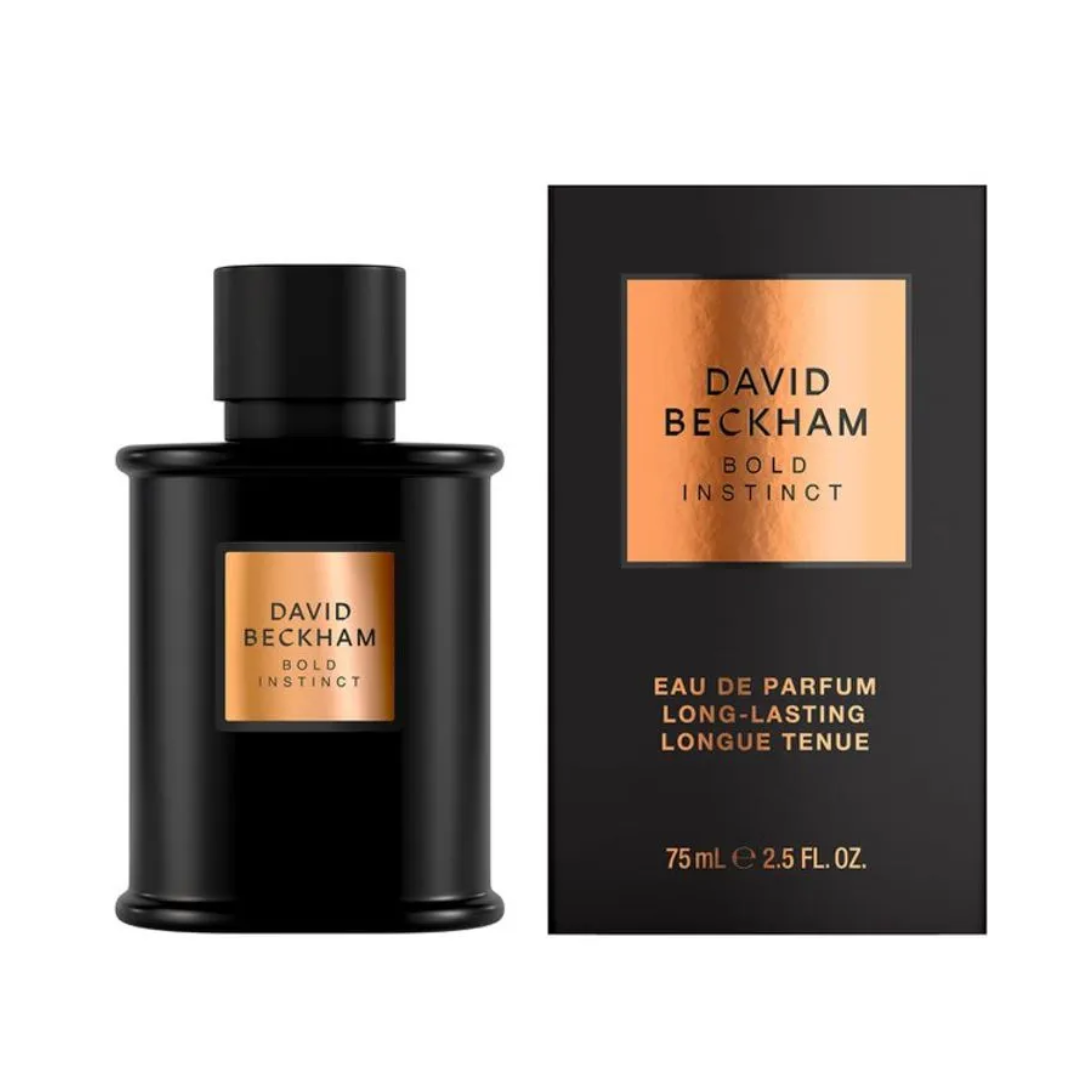 DAVID
BECKHAM
BOLD
INSTINCT
DAVID
BECKHAM
BOLD
INSTINCT
EAU DE PARFUM
LONG-LASTING
LONGUE TENUE
75 mL ℮ 2.5 FL. OZ.